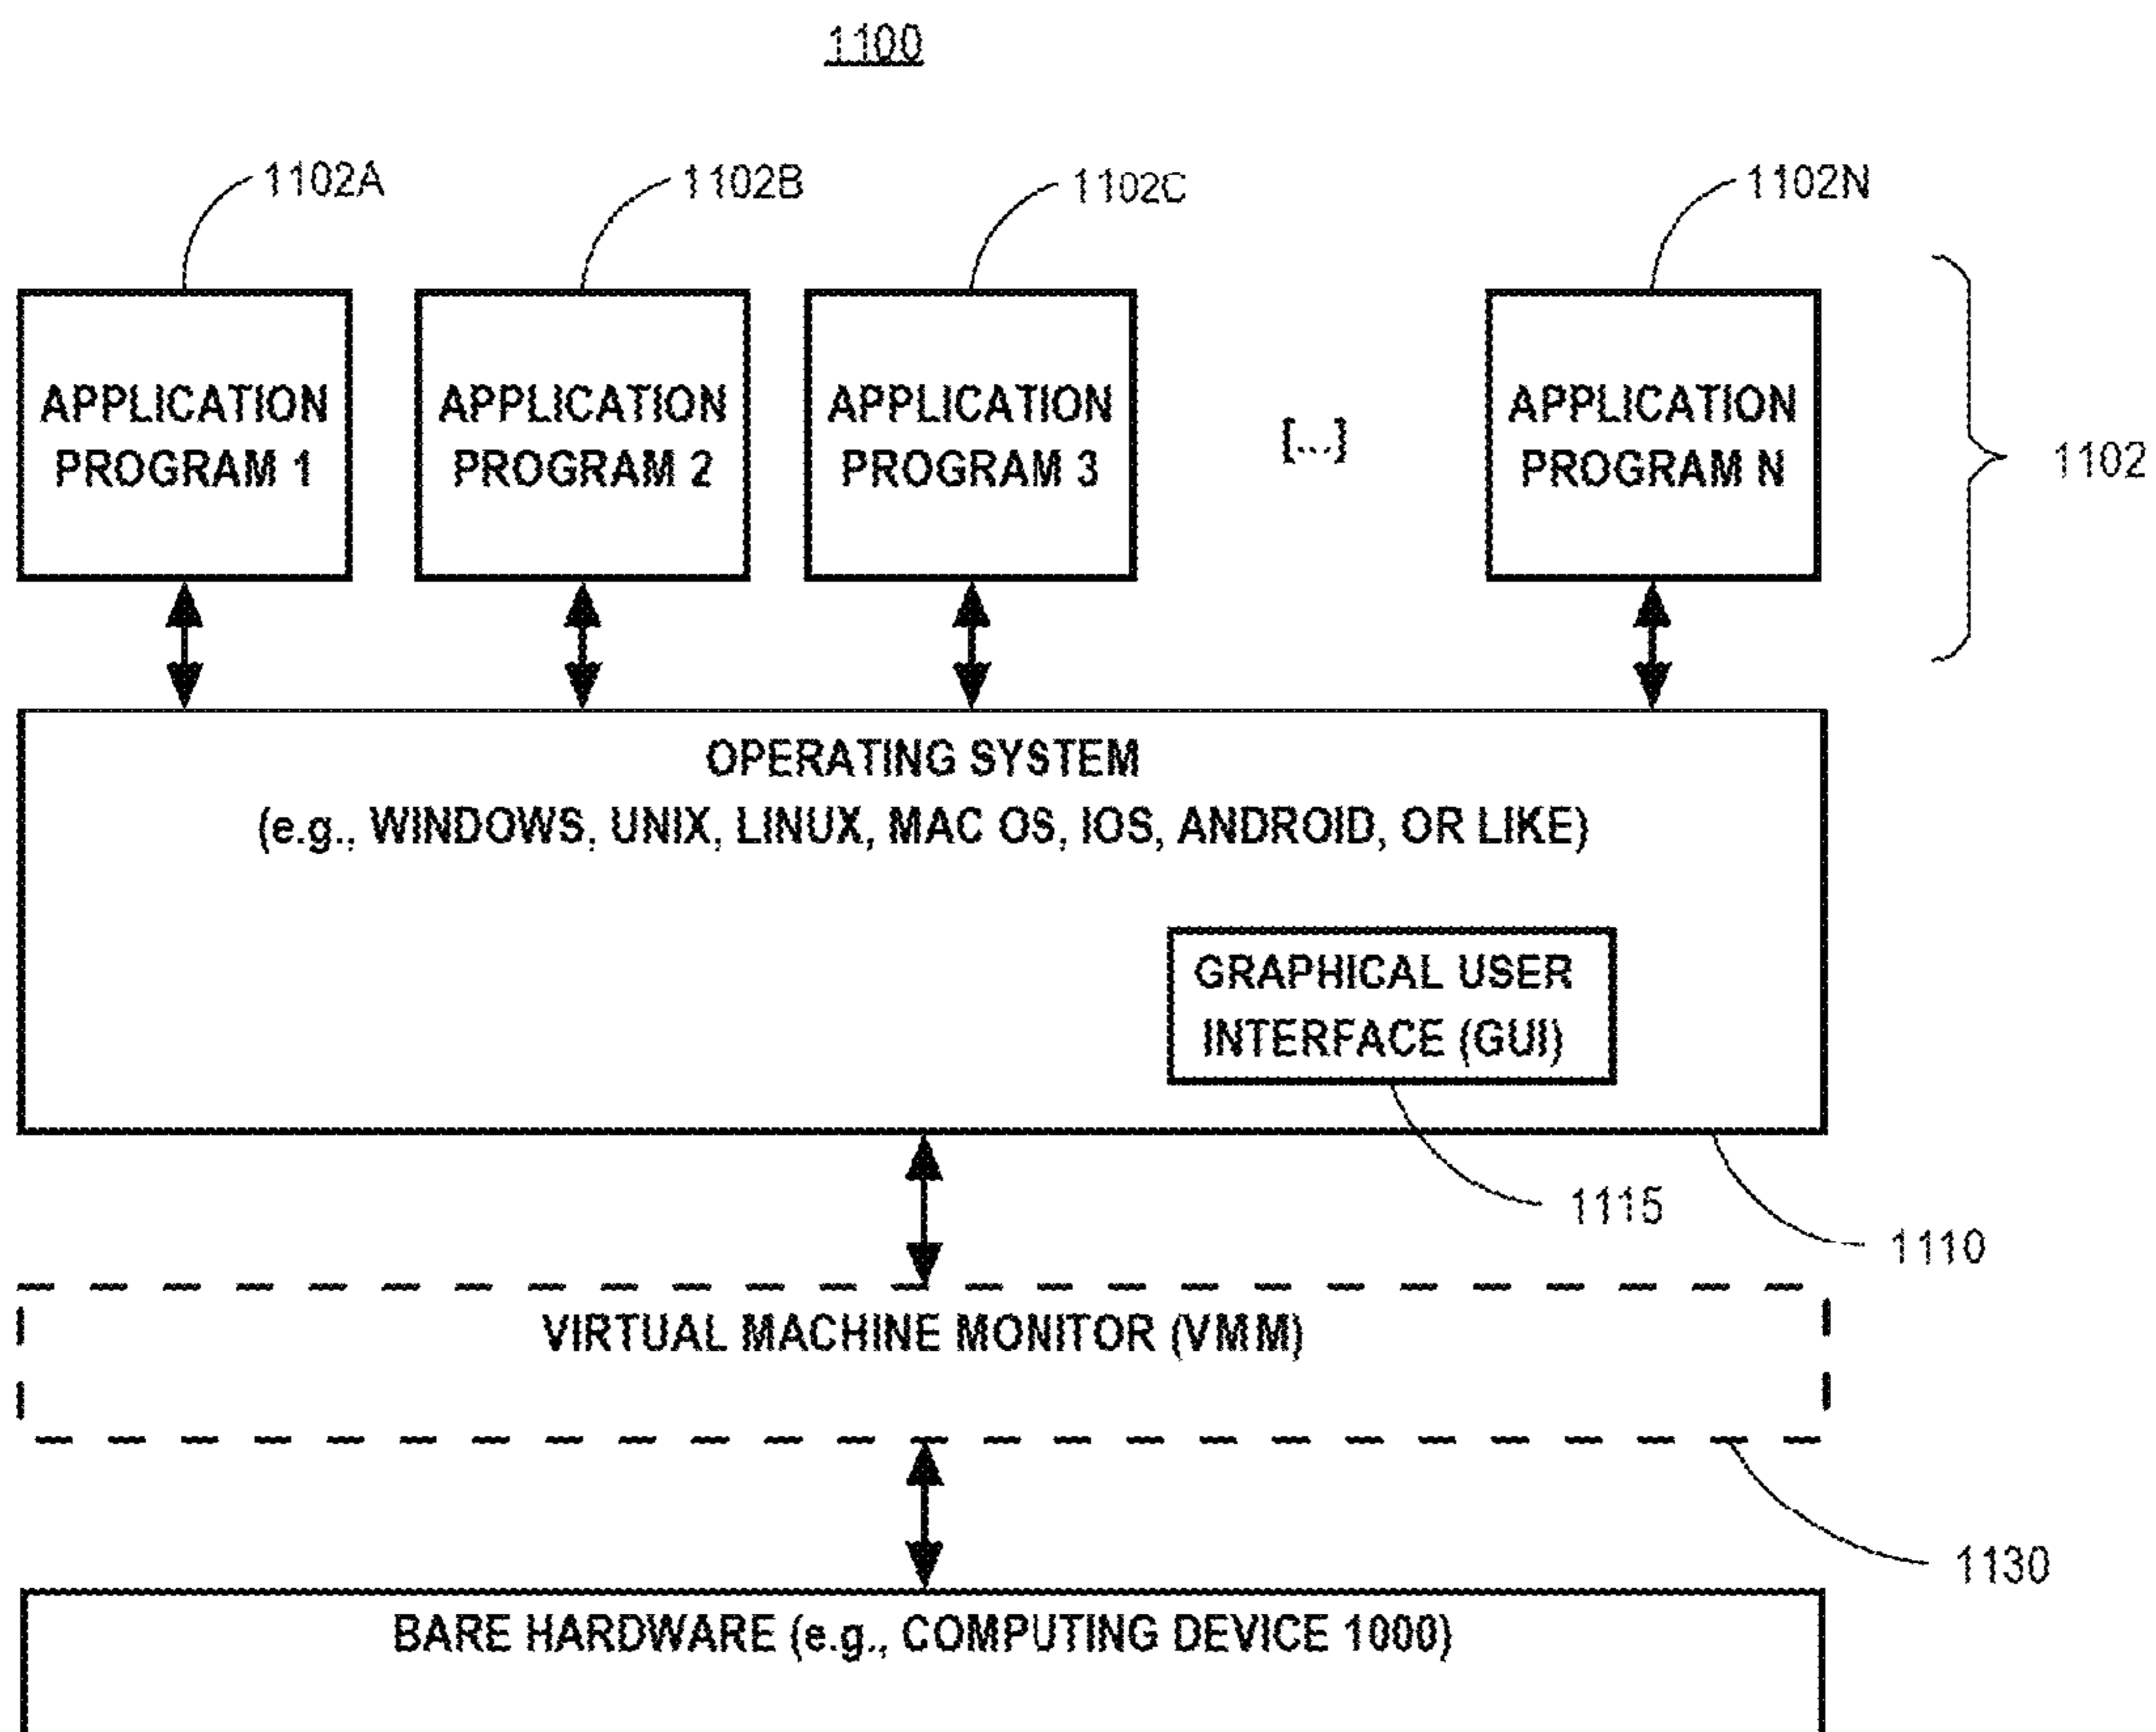 1100
1102A
1102B
1102C
1102N
APPLICATION
PROGRAM 1
APPLICATION
PROGRAM 2
APPLICATION
PROGRAM 3
[...]
APPLICATION
PROGRAM N
1102
OPERATING SYSTEM
(e.g., WINDOWS, UNIX, LINUX, MAC OS, IOS, ANDROID, OR LIKE)
GRAPHICAL USER
INTERFACE (GUI)
1115
1110
VIRTUAL MACHINE MONITOR (VMM)
1130
BARE HARDWARE (e.g., COMPUTING DEVICE 1000)